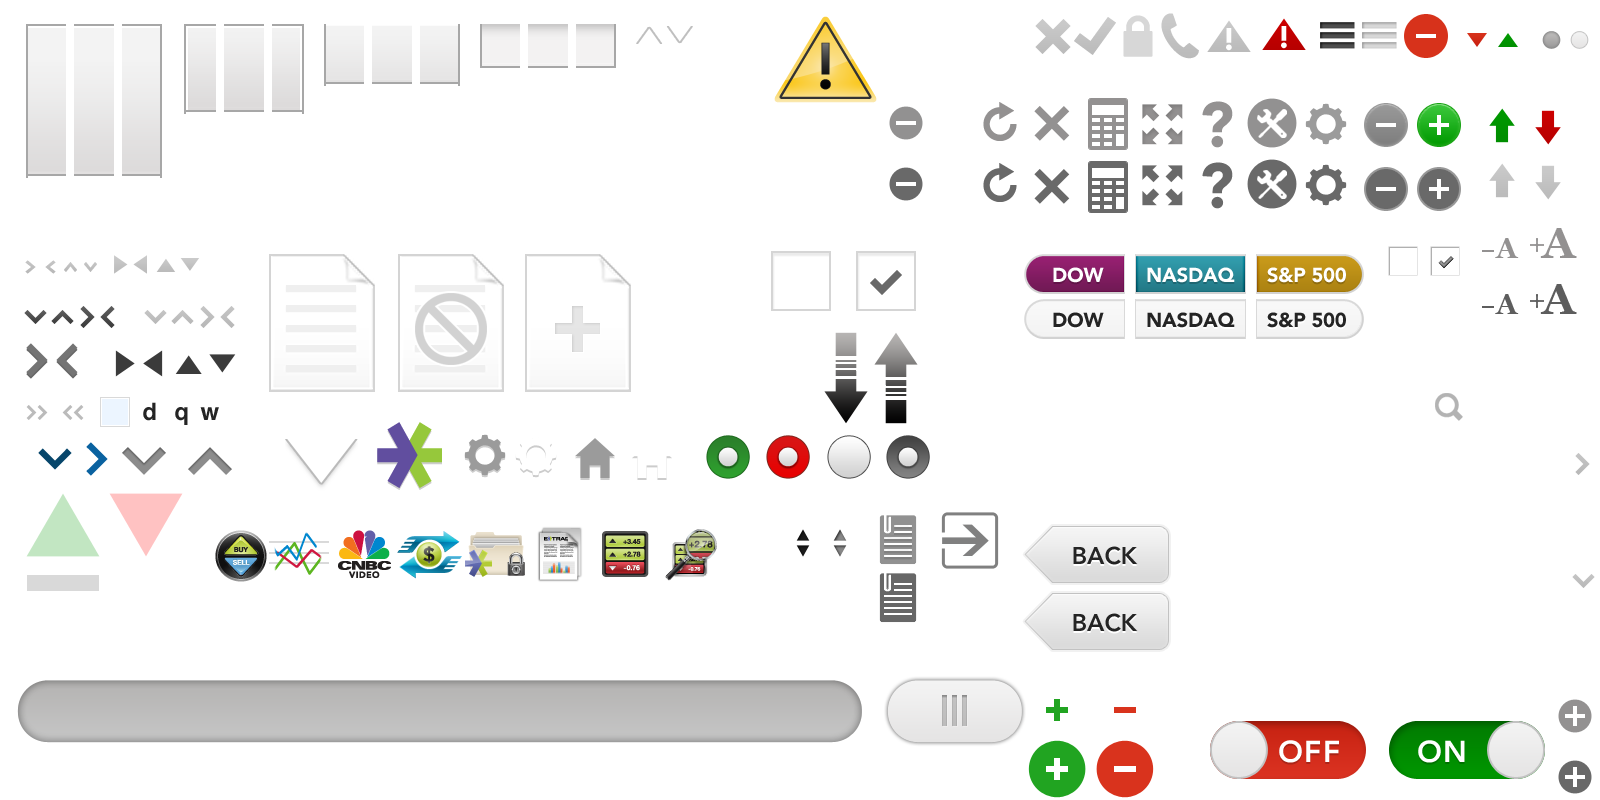 DOW NASDAQ S&P 500
DOW NASDAQ S&P 500
–A +A
–A +A
d q w
BUY
SELL
CNBC
VIDEO
+3.45
+2.78
-0.76
+2.78
-0.76
BACK
BACK
OFF
ON